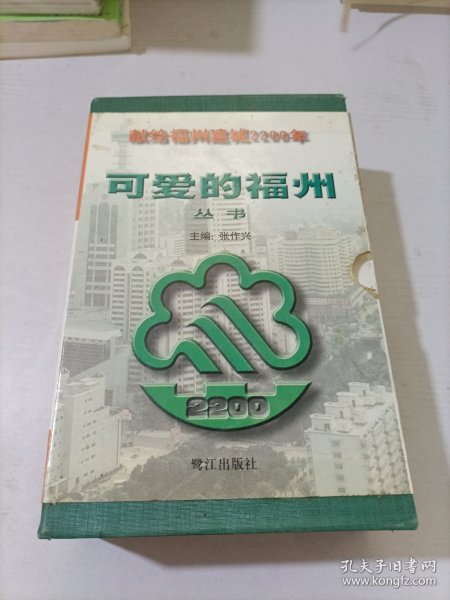 献给福州建城2200年
可爱的福州
丛书
主编:张作兴
2200
鹭江出版社
孔夫子旧书网
www.kongfz.com